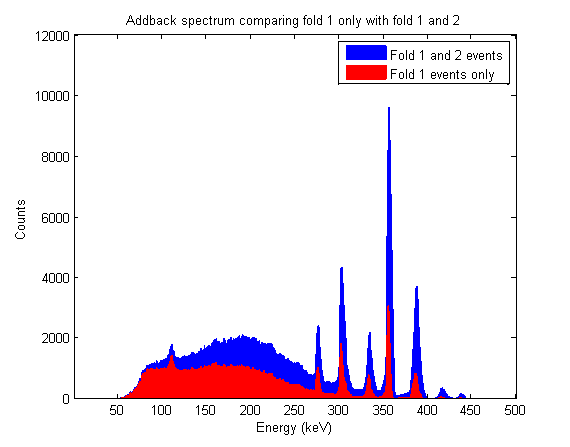 Addback spectrum comparing fold 1 only with fold 1 and 2
12000
10000
8000
6000
4000
2000
0
Counts
Fold 1 and 2 events
Fold 1 events only
50 100 150 200 250 300 350 400 450 500
Energy (keV)